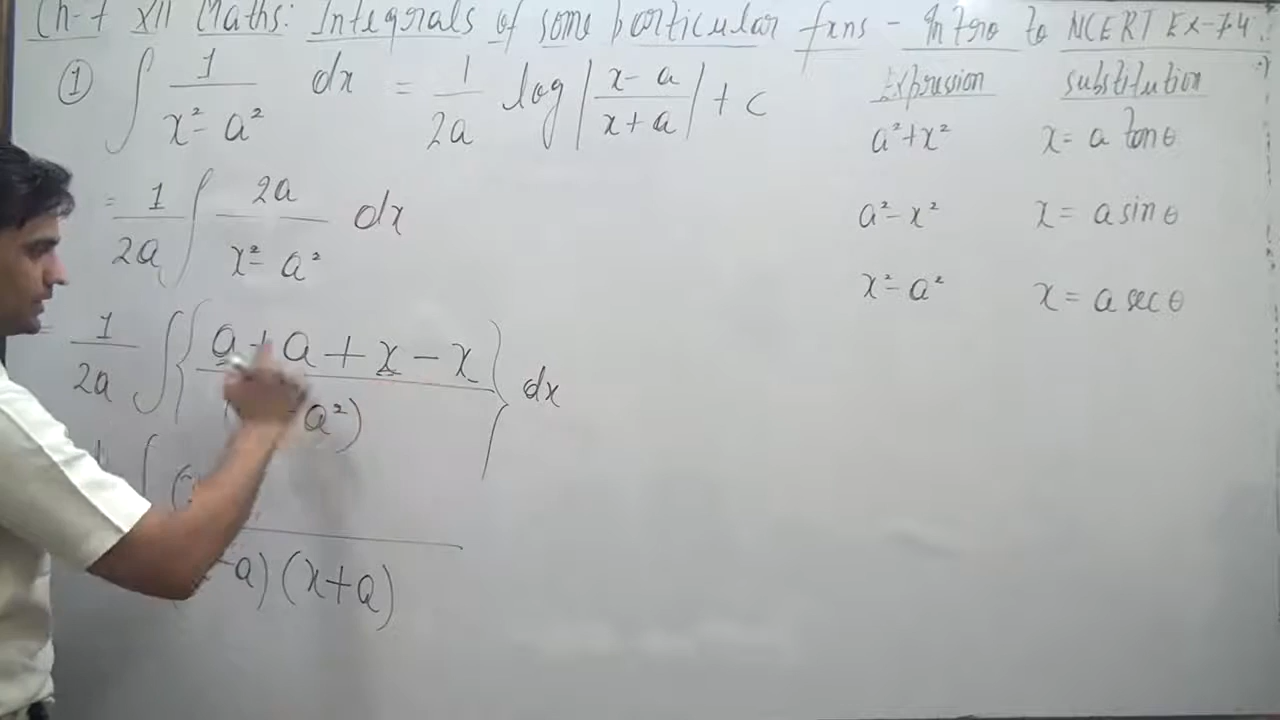 Ch-7 XII Maths: Integrals of some particular fxns - Intro to NCERT Ex-7.4
① ∫ 1/(x² - a²) dx = 1/2a log |(x - a)/(x + a)| + c
= 1/2a ∫ 2a/(x² - a²) dx
= 1/2a ∫ { (a + a + x - x)/( a²) } dx
∫ (
a) (x+a)
Expression substitution
a² + x² x = a tanθ
a² - x² x = a sinθ
x² - a² x = a secθ